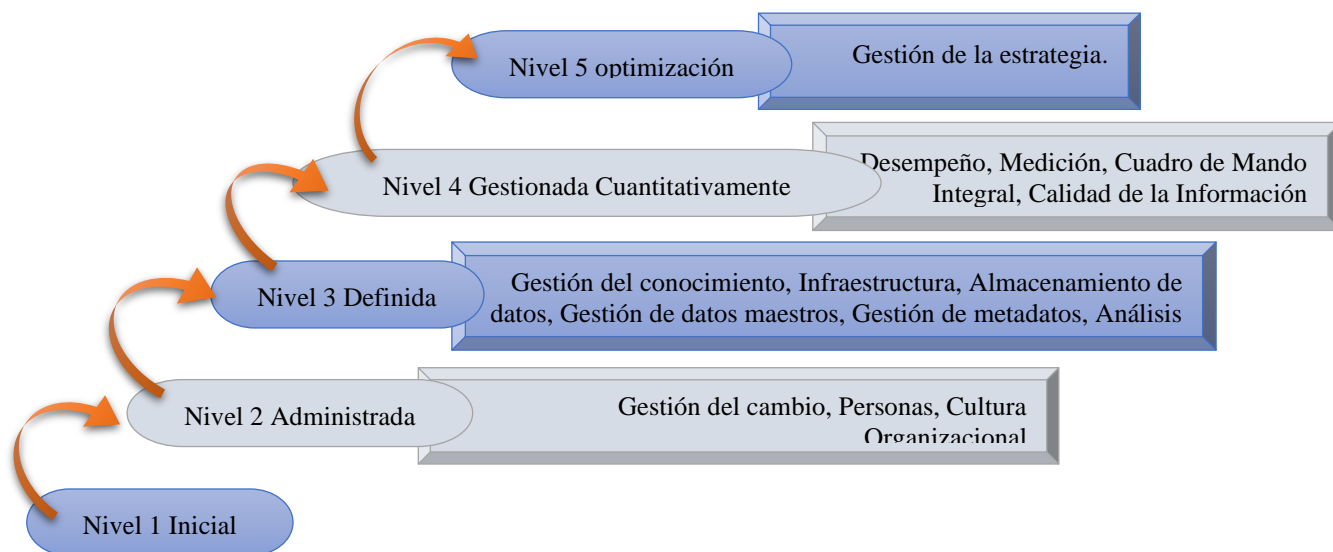 Nivel 5 optimización
Gestión de la estrategia.
Nivel 4 Gestionada Cuantitativamente
Desempeño, Medición, Cuadro de Mando
Integral, Calidad de la Información
Nivel 3 Definida
Gestión del conocimiento, Infraestructura, Almacenamiento de
datos, Gestión de datos maestros, Gestión de metadatos, Análisis
Nivel 2 Administrada
Gestión del cambio, Personas, Cultura
Organizacional
Nivel 1 Inicial